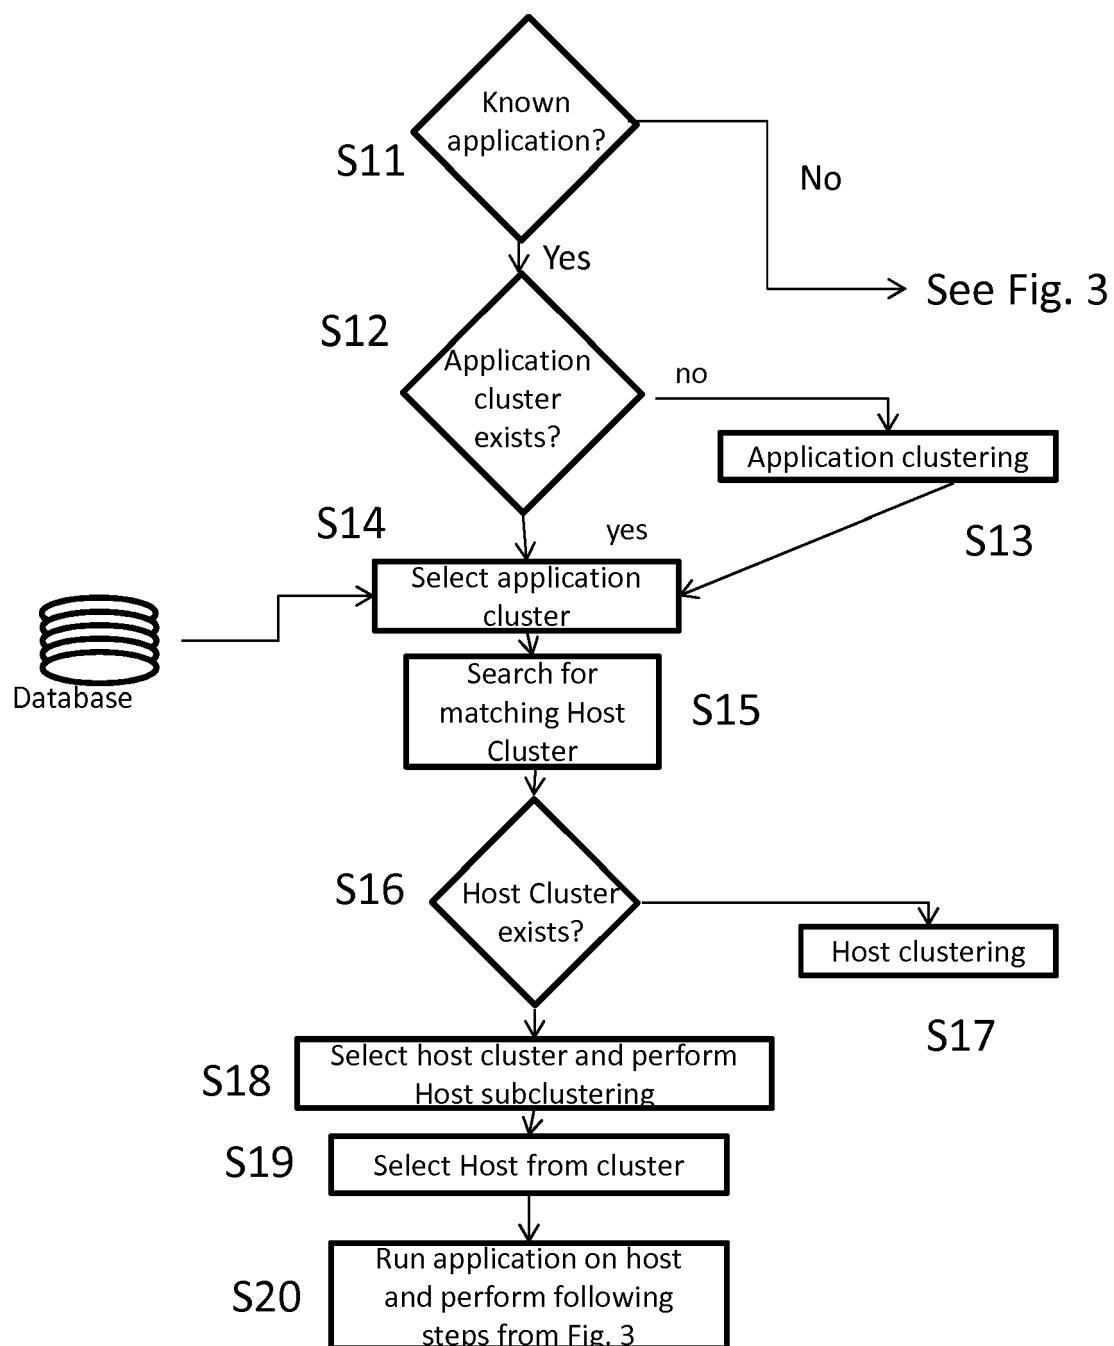 Known
application?
S11
No
Yes
See Fig. 3
S12
Application
cluster
exists?
no
Application clustering
S13
S14
yes
Select application
cluster
Database
Search for
matching Host
Cluster
S15
S16
Host Cluster
exists?
Host clustering
S17
S18
Select host cluster and perform
Host subclustering
S19
Select Host from cluster
S20
Run application on host
and perform following
steps from Fig. 3